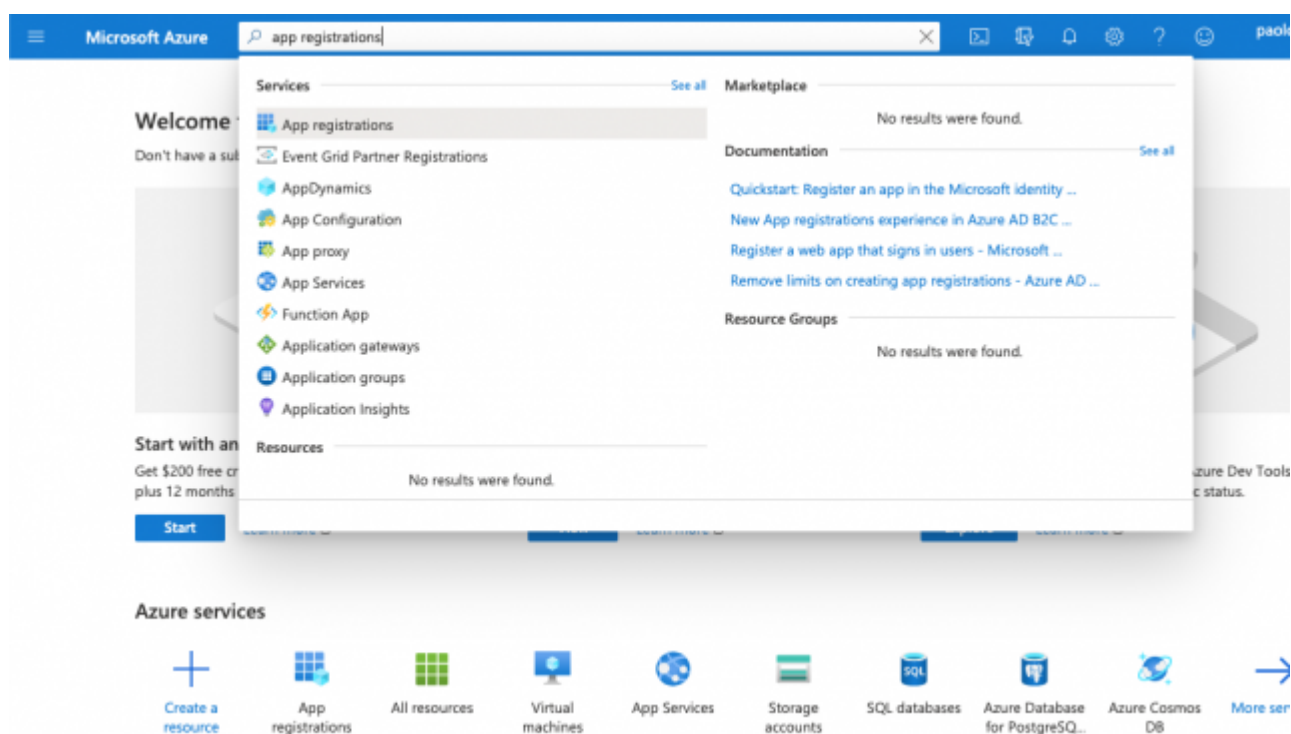 Microsoft Azure
app registrations
paolo
Services
See all
App registrations
Event Grid Partner Registrations
AppDynamics
App Configuration
App proxy
App Services
Function App
Application gateways
Application groups
Application Insights
Resources
No results were found.
Marketplace
No results were found.
Documentation
See all
Quickstart: Register an app in the Microsoft identity ...
New App registrations experience in Azure AD B2C ...
Register a web app that signs in users - Microsoft ...
Remove limits on creating app registrations - Azure AD ...
Resource Groups
No results were found.
Welcome
Don't have a sub
Start with an
Get $200 free cr
plus 12 months
Start
Azure Dev Tools
c status.
Azure services
Create a
resource
App
registrations
All resources
Virtual
machines
App Services
Storage
accounts
SQL databases
Azure Database
for PostgreSQ...
Azure Cosmos
DB
More ser